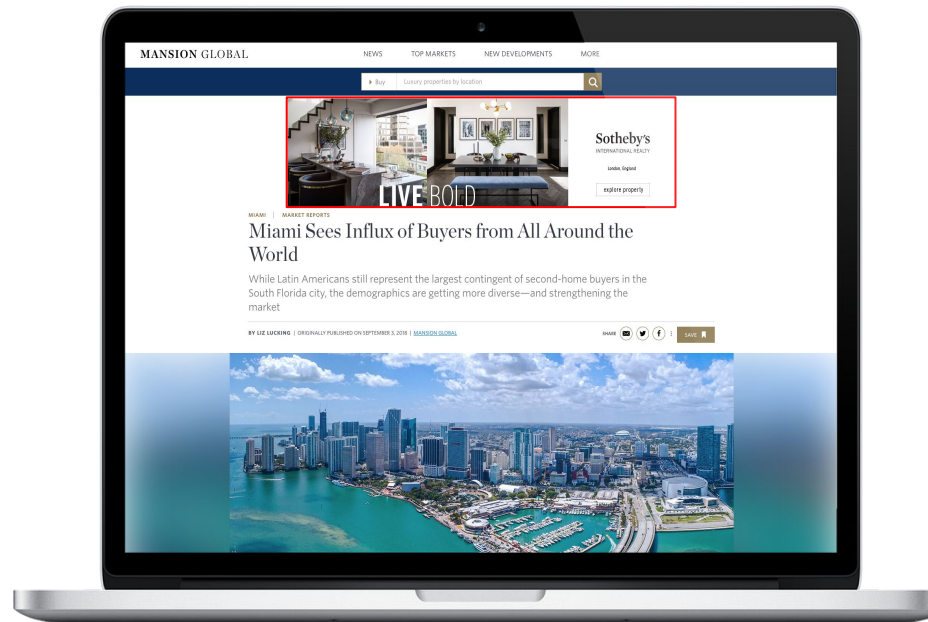 MANSION GLOBAL
NEWS TOP MARKETS NEW DEVELOPMENTS MORE
Buy Luxury properties by location
LIVE BOLD
Sotheby's
INTERNATIONAL REALTY
London, England
explore property
MIAMI | MARKET REPORTS
Miami Sees Influx of Buyers from All Around the
World
While Latin Americans still represent the largest contingent of second-home buyers in the
South Florida city, the demographics are getting more diverse—and strengthening the
market
BY LIZ LUCKING | ORIGINALLY PUBLISHED ON SEPTEMBER 3, 2018 | MANSION GLOBAL
SHARE
SAVE